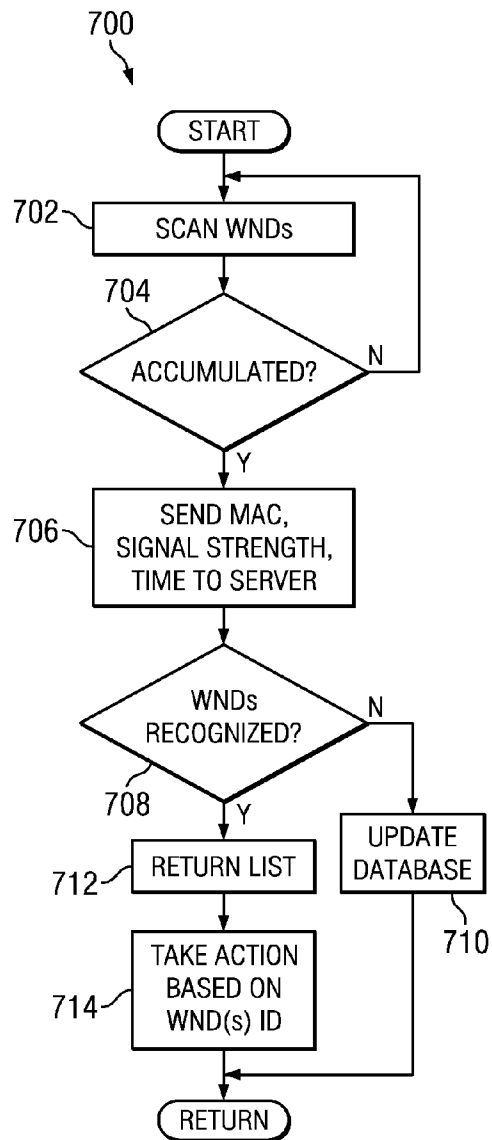 700
START
702
SCAN WNDs
704
ACCUMULATED?
N
Y
706
SEND MAC,
SIGNAL STRENGTH,
TIME TO SERVER
WNDs
RECOGNIZED?
N
708
Y
712
RETURN LIST
UPDATE
DATABASE
710
714
TAKE ACTION
BASED ON
WND(s) ID
RETURN